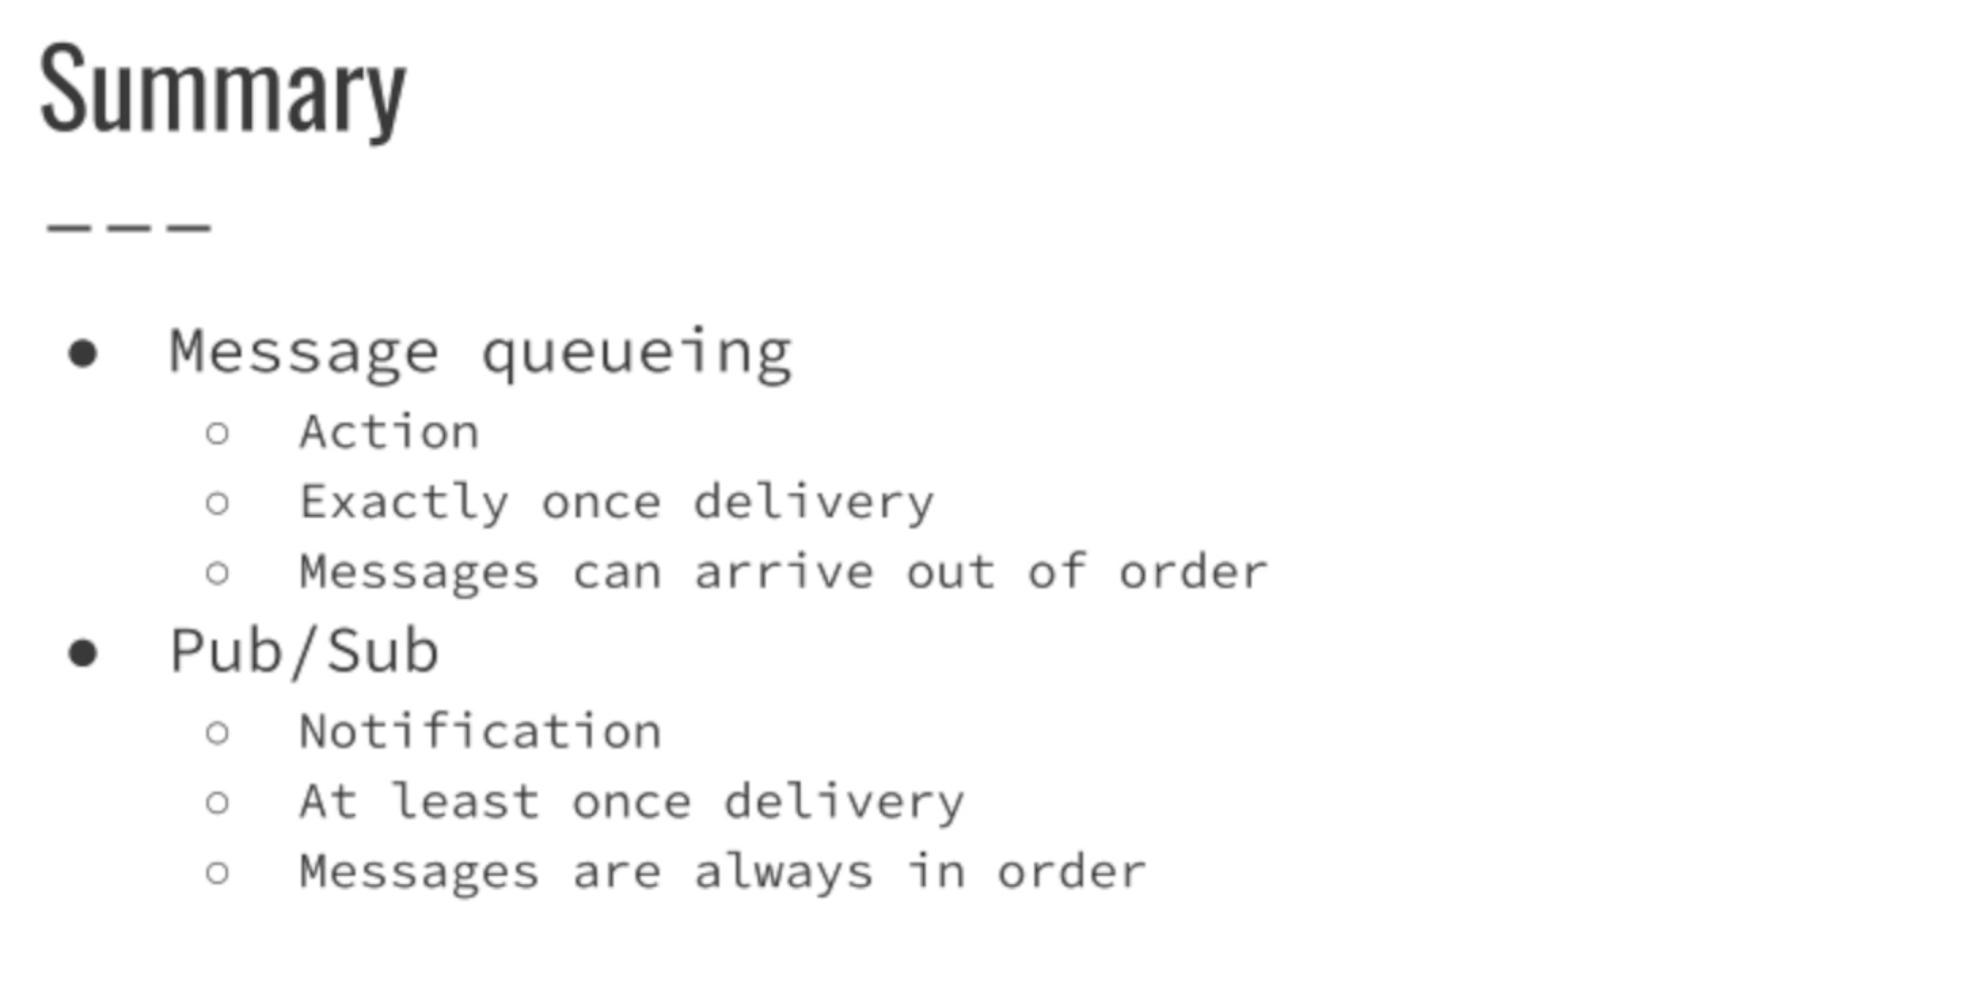 Summary
———
● Message queueing
○ Action
○ Exactly once delivery
○ Messages can arrive out of order
● Pub/Sub
○ Notification
○ At least once delivery
○ Messages are always in order